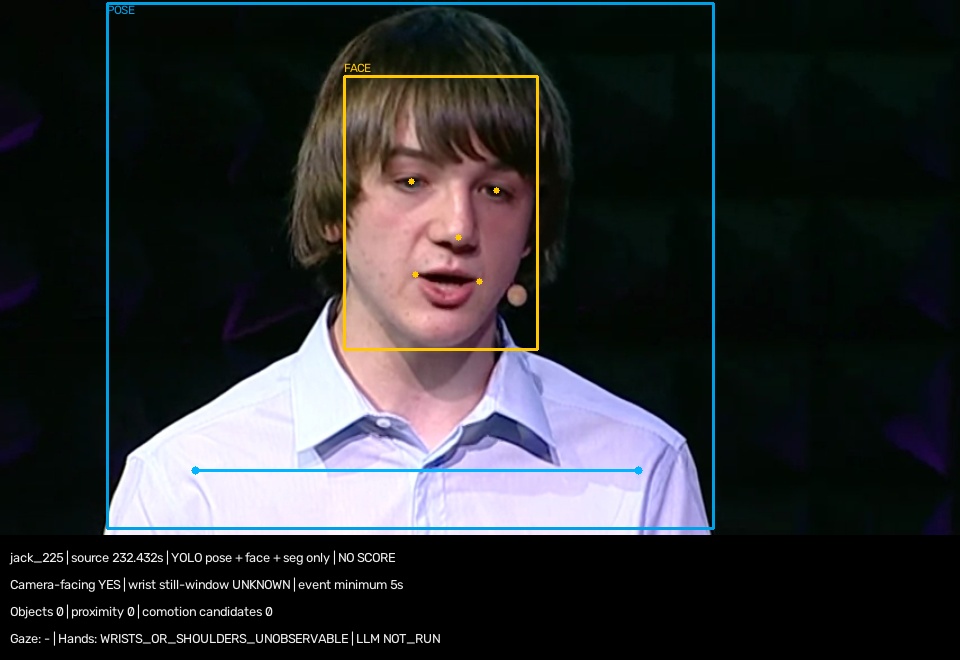 POSE
FACE
jack_225 | source 232.432s | YOLO pose + face + seg only | NO SCORE
Camera-facing YES | wrist still-window UNKNOWN | event minimum 5s
Objects 0 | proximity 0 | comotion candidates 0
Gaze: - | Hands: WRISTS_OR_SHOULDERS_UNOBSERVABLE | LLM NOT_RUN